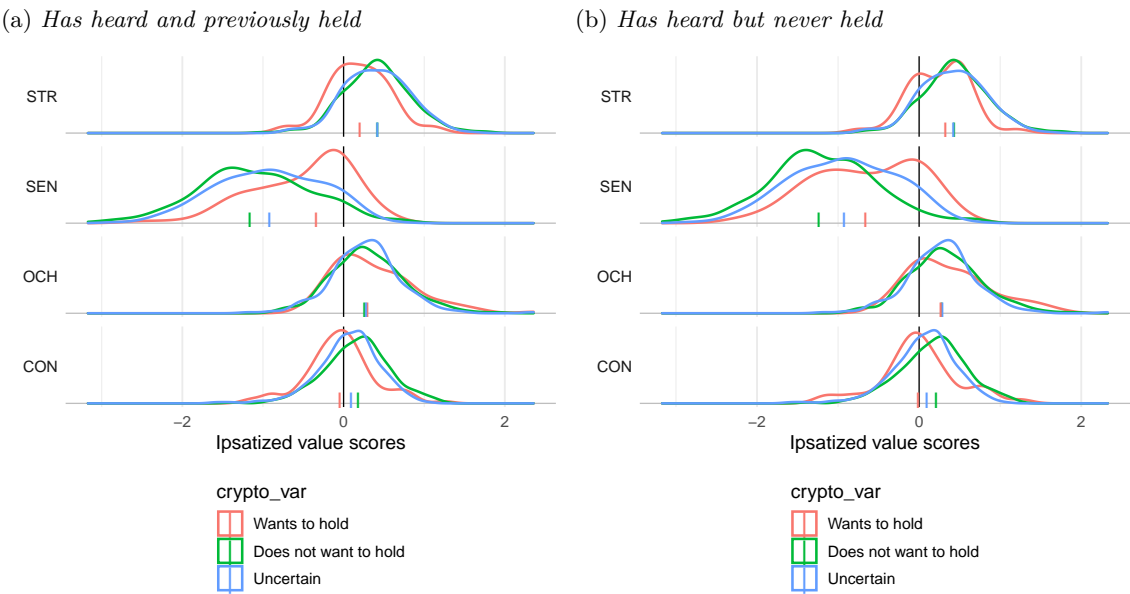 (a) Has heard and previously held
STR
SEN
OCH
CON
−2 0 2
Ipsatized value scores
crypto_var
Wants to hold
Does not want to hold
Uncertain
(b) Has heard but never held
STR
SEN
OCH
CON
−2 0 2
Ipsatized value scores
crypto_var
Wants to hold
Does not want to hold
Uncertain